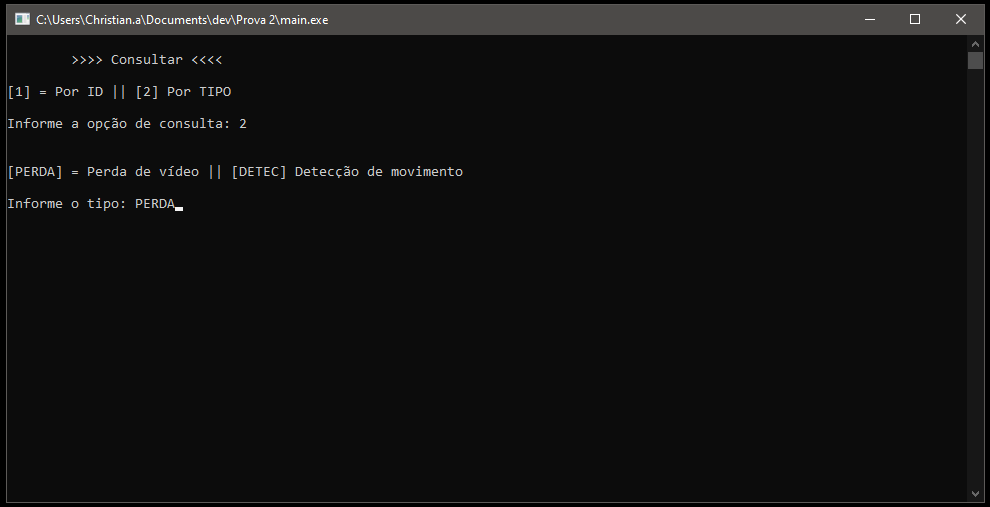 C:\Users\Christian.a\Documents\dev\Prova 2\main.exe
>>>> Consultar <<<<
[1] = Por ID || [2] Por TIPO
Informe a opção de consulta: 2
[PERDA] = Perda de vídeo || [DETEC] Detecção de movimento
Informe o tipo: PERDA